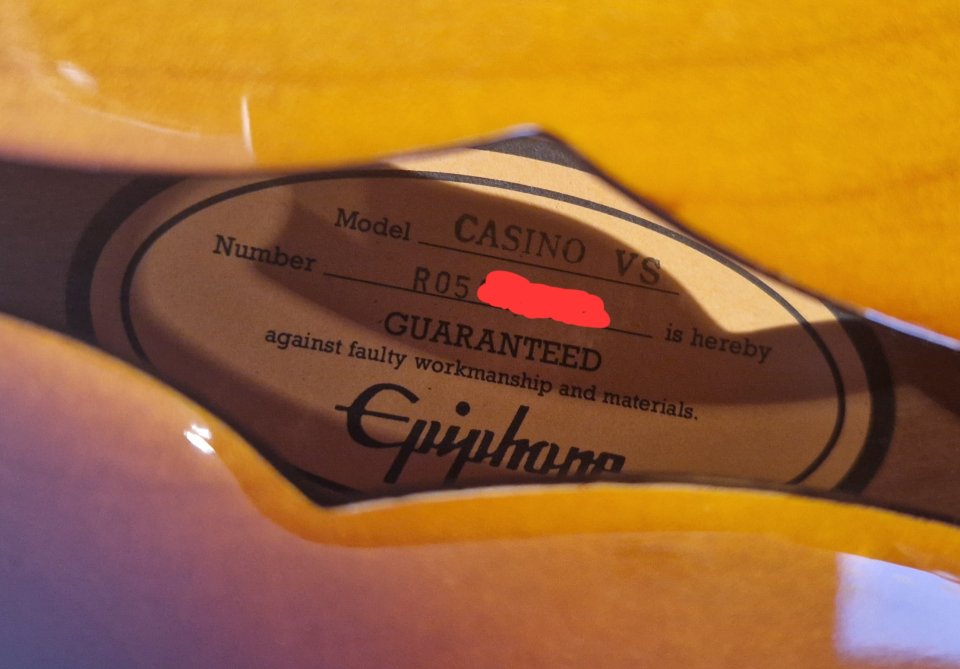 Model CASINO VS
Number R05
is hereby
GUARANTEED
against faulty workmanship and materials.
Epiphone